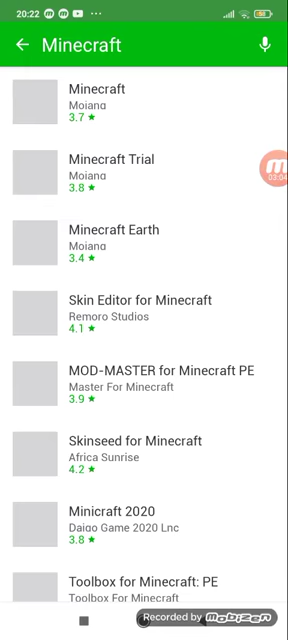 20:22
Minecraft
Minecraft
Mojang
3.7 ★
03:04
Minecraft Trial
Mojang
3.8 ★
Minecraft Earth
Mojang
3.4 ★
Skin Editor for Minecraft
Remoro Studios
4.1 ★
MOD-MASTER for Minecraft PE
Master For Minecraft
3.9 ★
Skinseed for Minecraft
Africa Sunrise
4.2 ★
Minicraft 2020
Daigo Game 2020 Lnc
3.8 ★
Toolbox for Minecraft: PE
Toolbox For Minecraft
Recorded by Mobizen